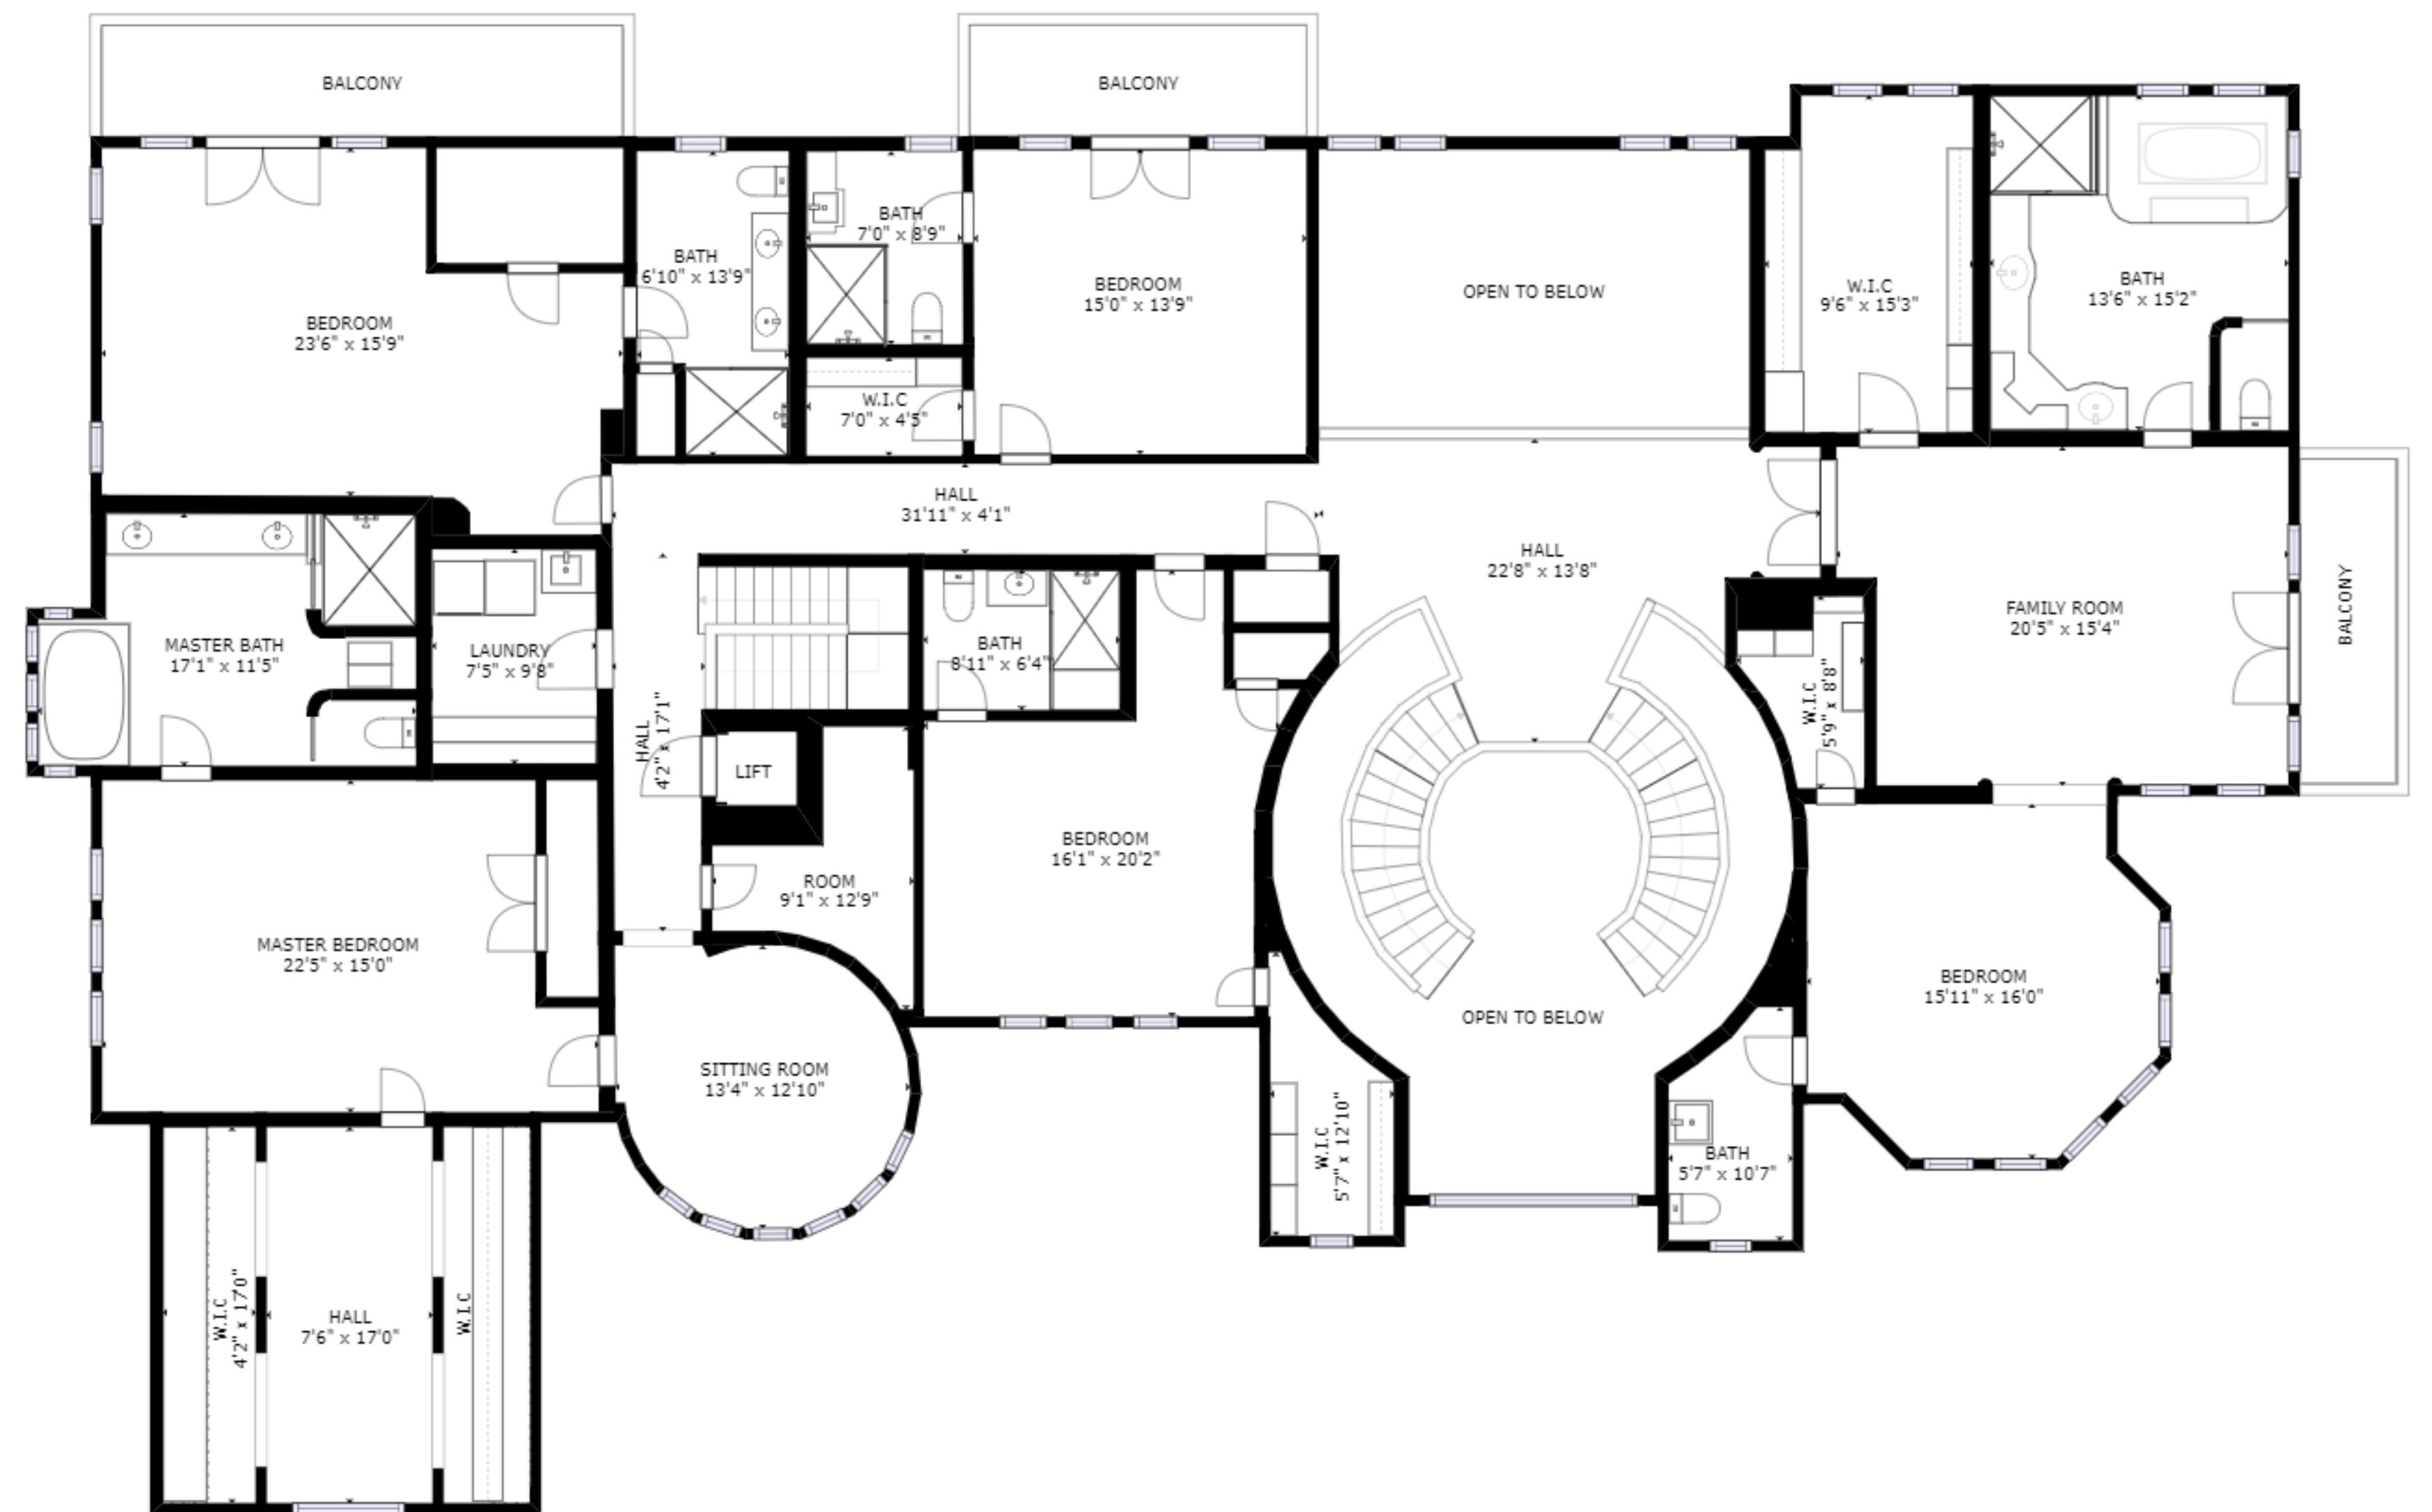 BALCONY
BALCONY
BATH
7'0" x 8'9"
BATH
6'10" x 13'9"
BEDROOM
15'0" x 13'9"
OPEN TO BELOW
W.I.C
9'6" x 15'3"
BATH
13'6" x 15'2"
BEDROOM
23'6" x 15'9"
W.I.C
7'0" x 4'5"
HALL
31'11" x 4'1"
HALL
22'8" x 13'8"
FAMILY ROOM
20'5" x 15'4"
BALCONY
MASTER BATH
17'1" x 11'5"
LAUNDRY
7'5" x 9'8"
BATH
8'11" x 6'4"
W.I.C
5'9" x 8'8"
HALL
4'2" x 17'1"
LIFT
BEDROOM
16'1" x 20'2"
ROOM
9'1" x 12'9"
MASTER BEDROOM
22'5" x 15'0"
BEDROOM
15'11" x 16'0"
OPEN TO BELOW
SITTING ROOM
13'4" x 12'10"
W.I.C
5'7" x 12'10"
BATH
5'7" x 10'7"
W.I.C
4'2" x 17'0"
HALL
7'6" x 17'0"
W.I.C